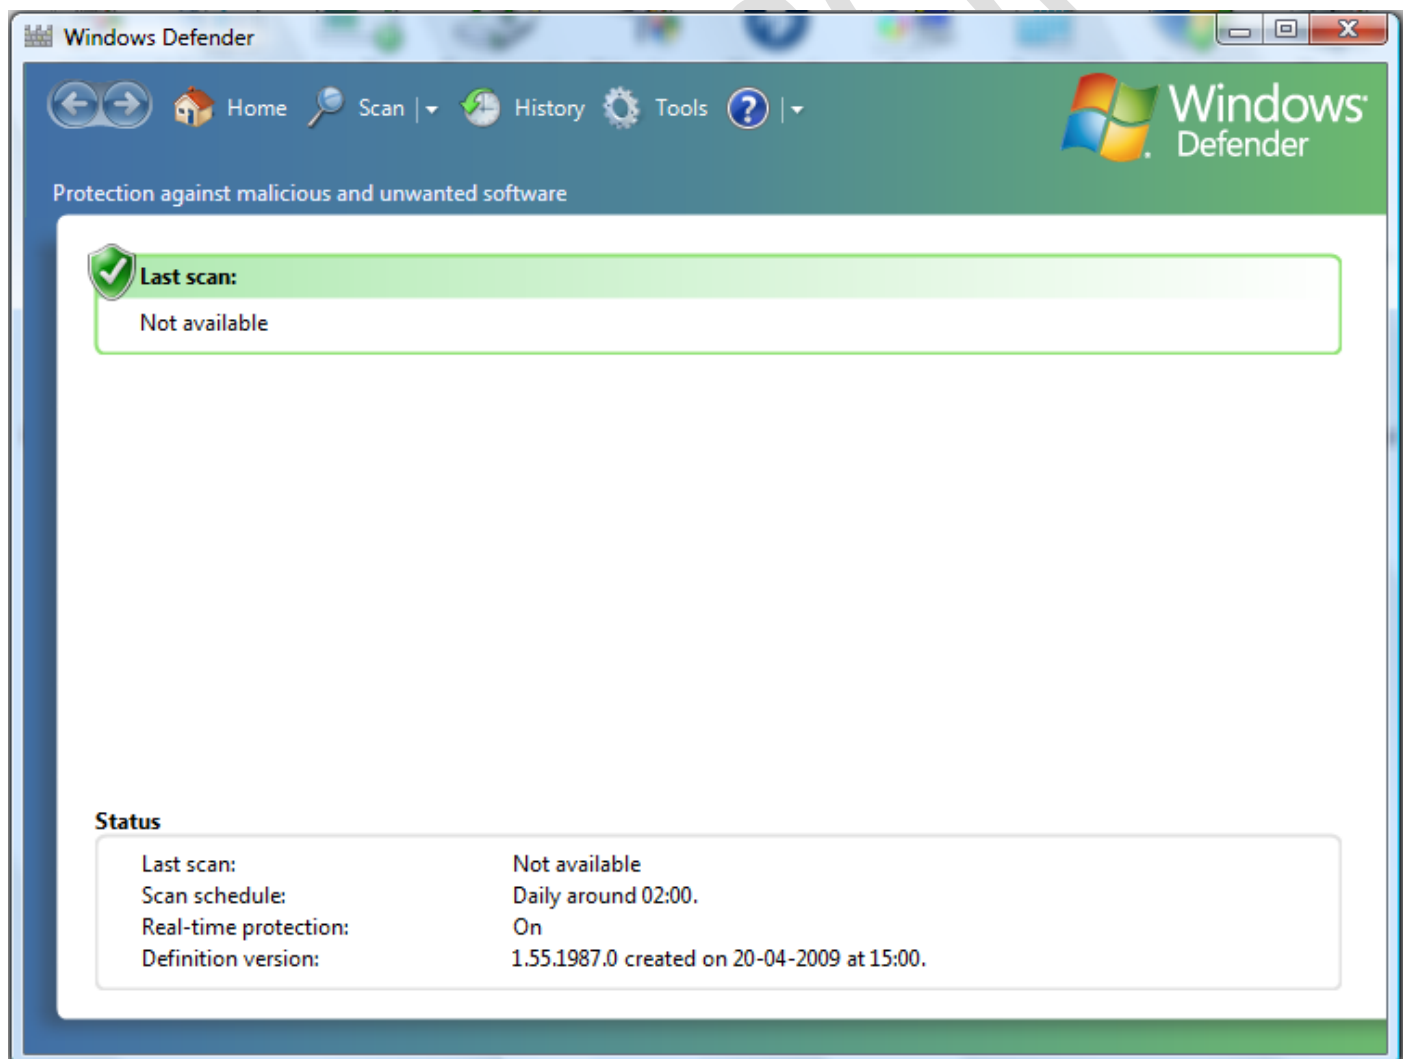 Windows Defender
Home Scan History Tools ?
Windows
Defender
Protection against malicious and unwanted software
Last scan:
Not available
Status
Last scan: Not available
Scan schedule: Daily around 02:00.
Real-time protection: On
Definition version: 1.55.1987.0 created on 20-04-2009 at 15:00.